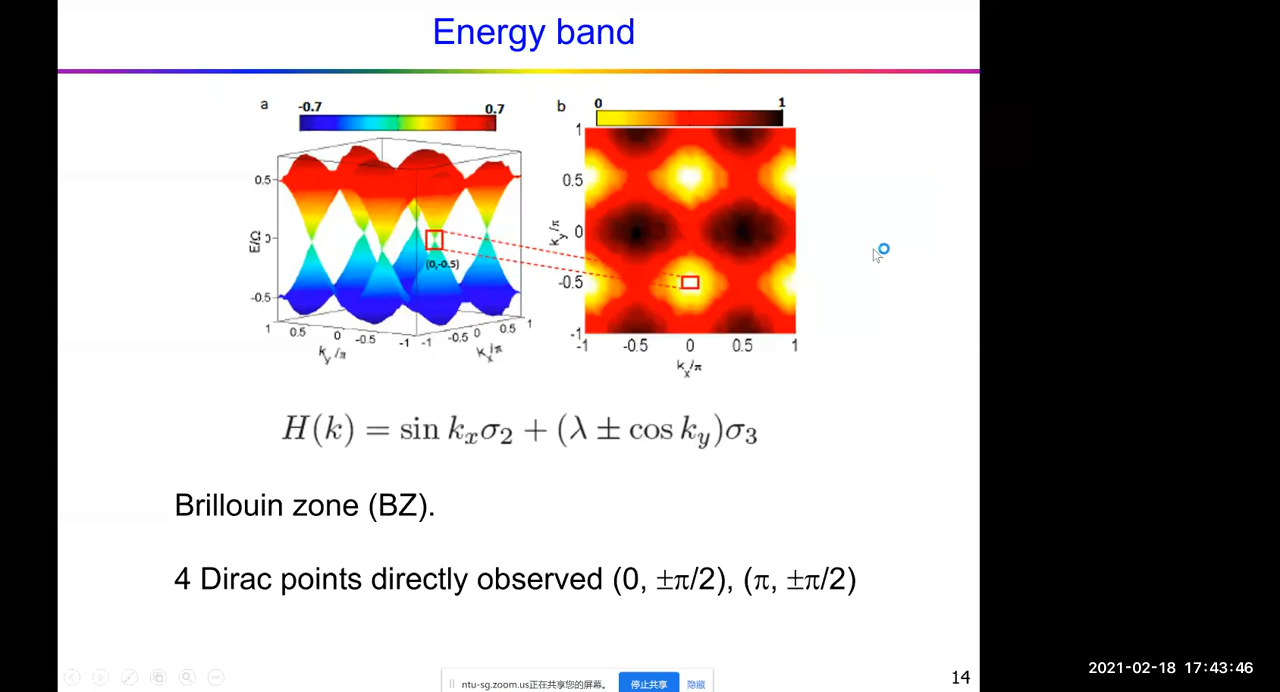 Energy band
a
-0.7
0.7
b
0
1
0.5
0
-0.5
E/Ω
(0,-0.5)
1 0.5 0 -0.5 -1
k_y/π
-1 -0.5 0 0.5 1
k_x/π
1
0.5
0
-0.5
-1
k_y/π
-1 -0.5 0 0.5 1
k_x/π
H(k) = sin k_xσ_2 + (λ ± cos k_y)σ_3
Brillouin zone (BZ).
4 Dirac points directly observed (0, ±π/2), (π, ±π/2)
14
ntu-sg.zoom.us正在共享您的屏幕。 停止共享 隐藏
2021-02-18 17:43:46